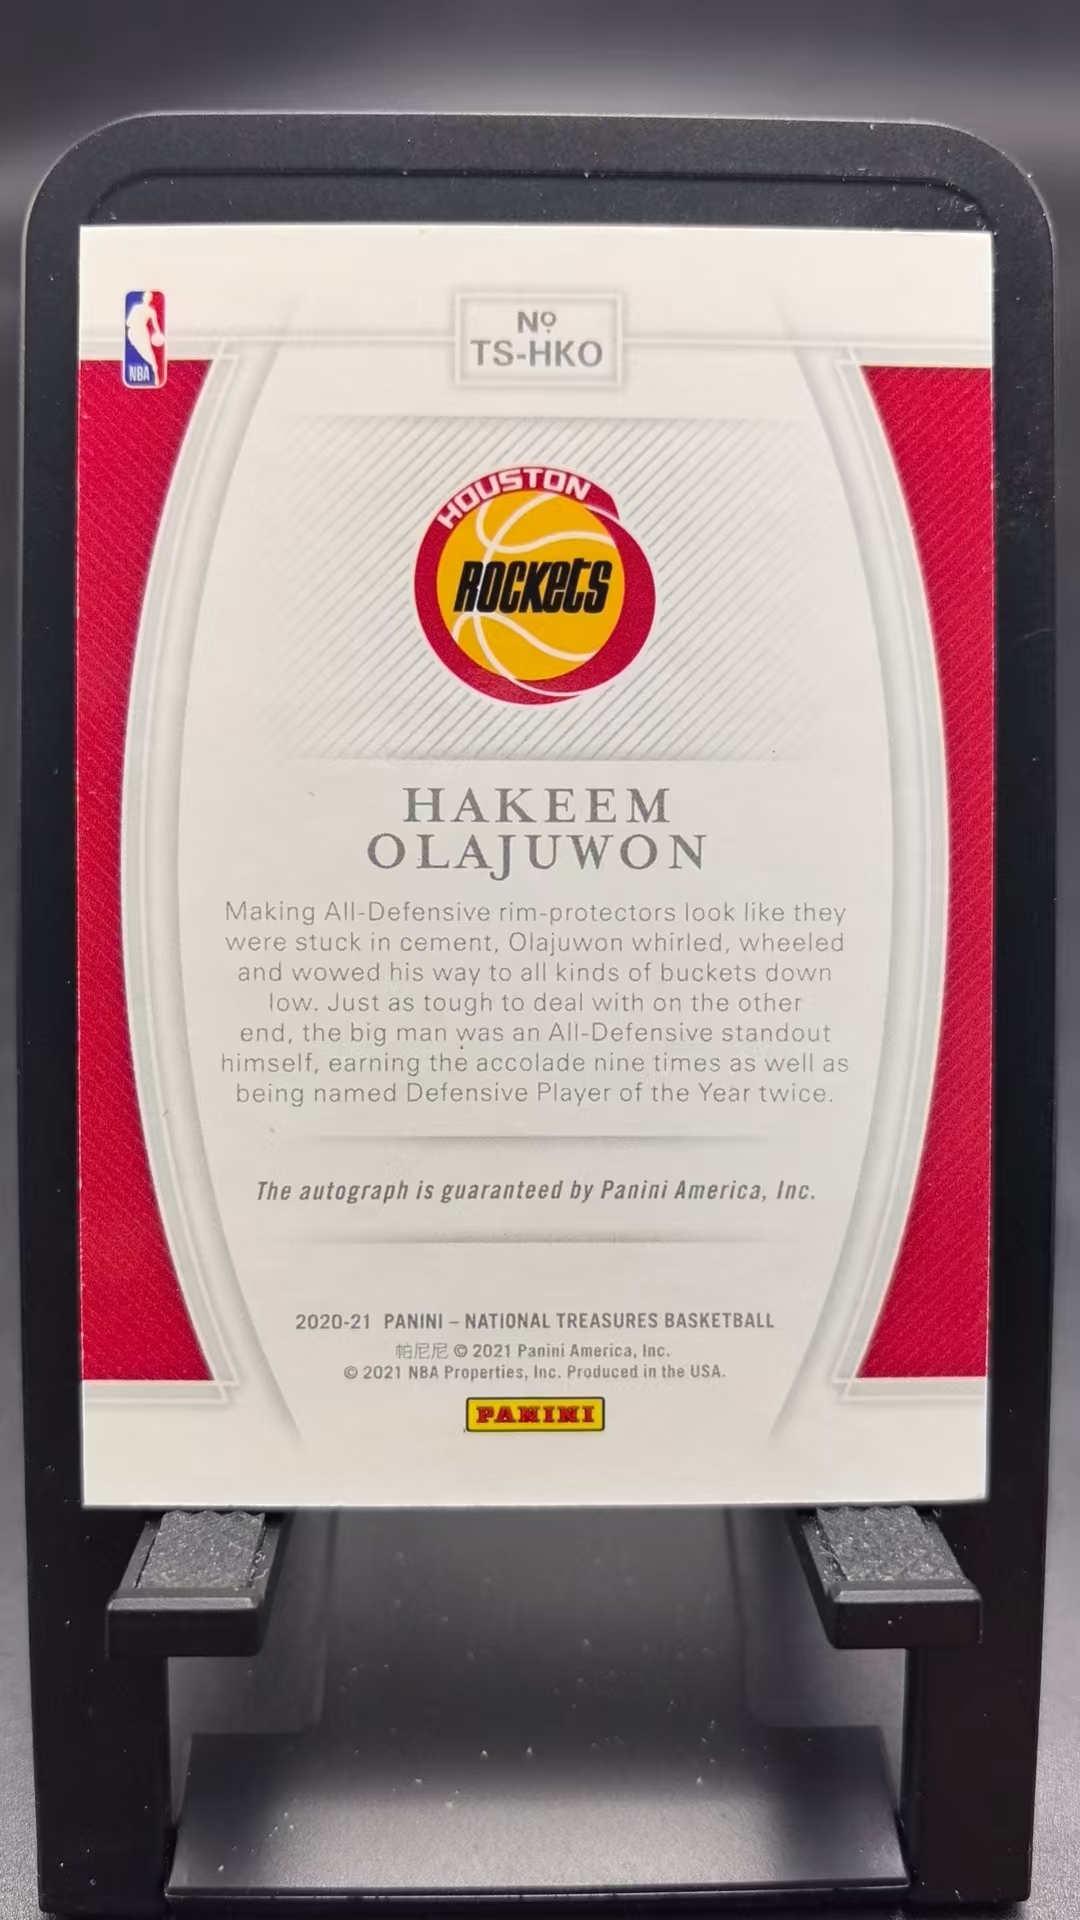 Nº
TS-HKO
NBA
HOUSTON
ROCKETS
HAKEEM
OLAJUWON
Making All-Defensive rim-protectors look like they
were stuck in cement, Olajuwon whirled, wheeled
and wowed his way to all kinds of buckets down
low. Just as tough to deal with on the other
end, the big man was an All-Defensive standout
himself, earning the accolade nine times as well as
being named Defensive Player of the Year twice.
The autograph is guaranteed by Panini America, Inc.
2020-21 PANINI – NATIONAL TREASURES BASKETBALL
帕尼尼 © 2021 Panini America, Inc.
© 2021 NBA Properties, Inc. Produced in the USA.
PANINI